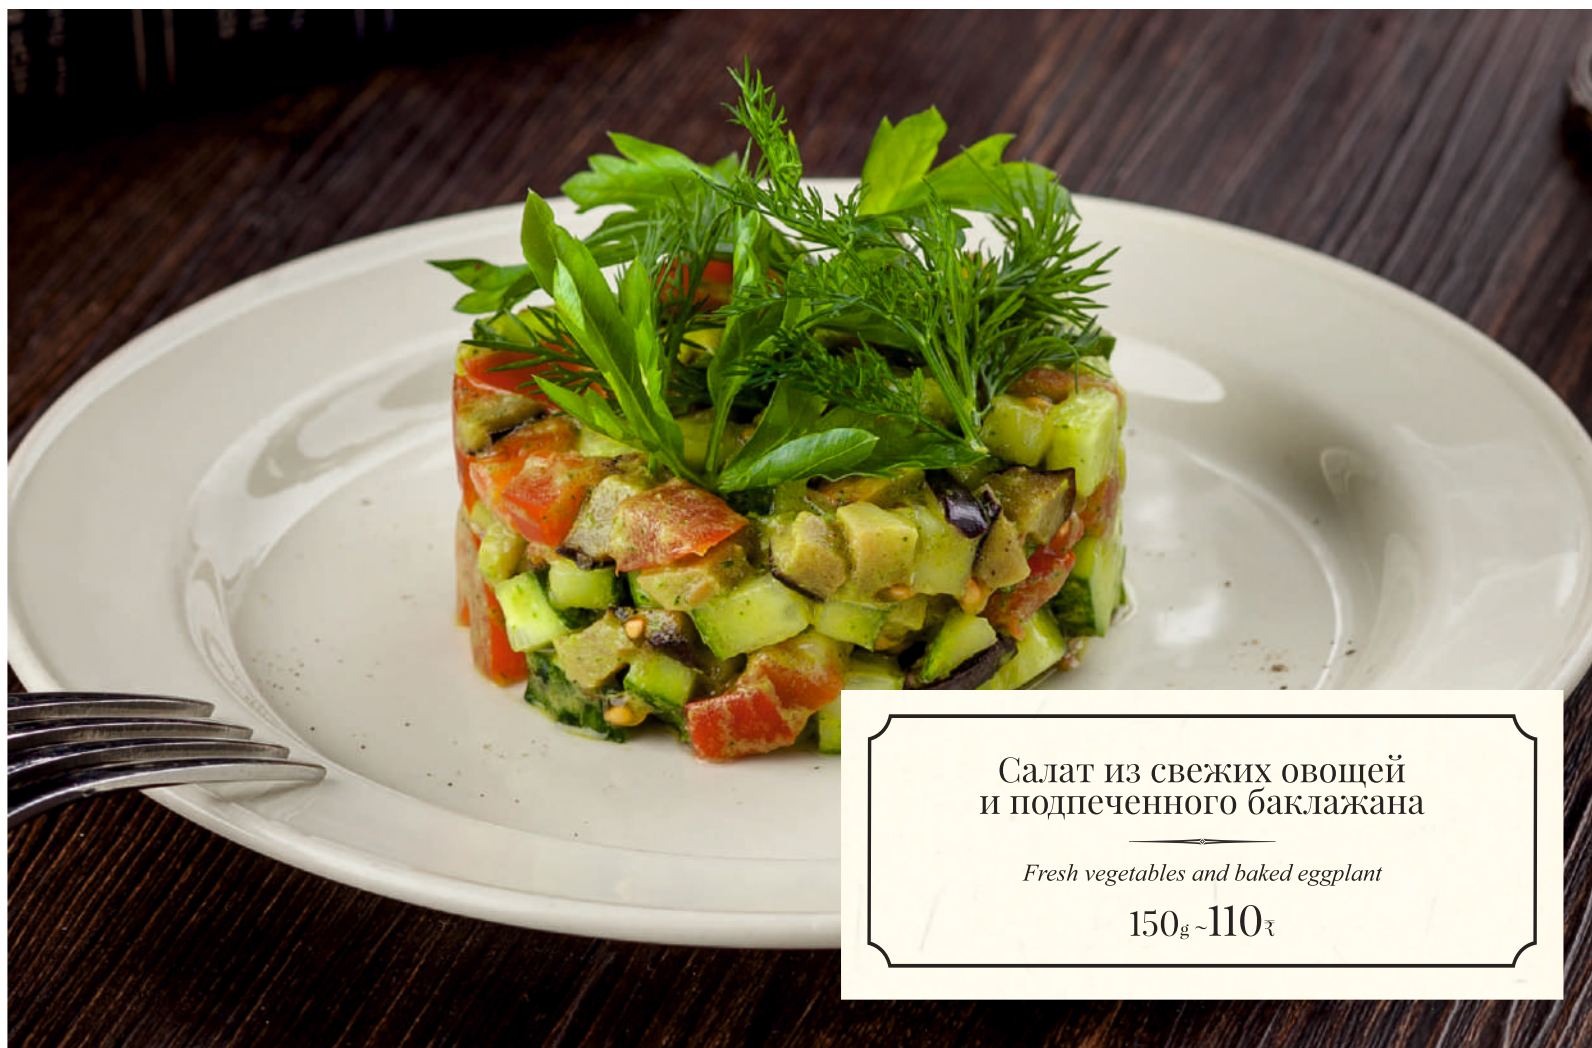 Салат из свежих овощей
и подпеченного баклажана
Fresh vegetables and baked eggplant
150g ~110₹